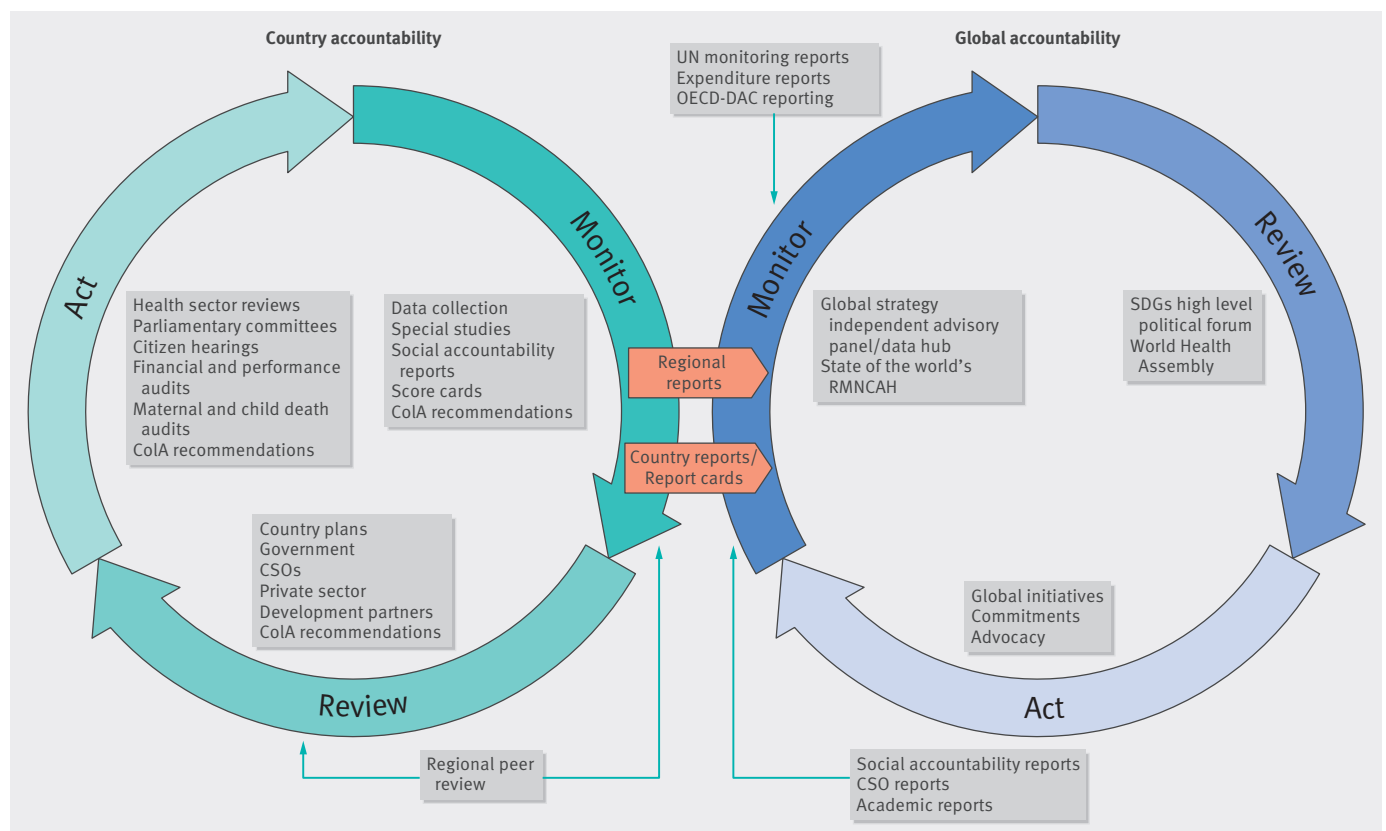 Country accountability
Act
Monitor
Review
Health sector reviews
Parliamentary committees
Citizen hearings
Financial and performance
audits
Maternal and child death
audits
CoIA recommendations
Data collection
Special studies
Social accountability
reports
Score cards
CoIA recommendations
Country plans
Government
CSOs
Private sector
Development partners
CoIA recommendations
Regional peer
review
Regional
reports
Country reports/
Report cards
Global accountability
UN monitoring reports
Expenditure reports
OECD-DAC reporting
Monitor
Review
Act
Global strategy
independent advisory
panel/data hub
State of the world's
RMNCAH
SDGs high level
political forum
World Health
Assembly
Global initiatives
Commitments
Advocacy
Social accountability reports
CSO reports
Academic reports